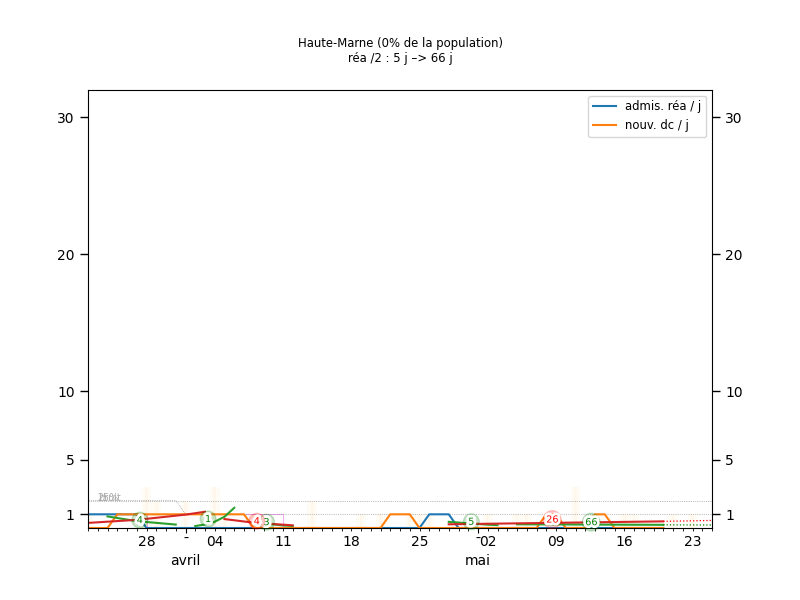 Haute-Marne (0% de la population)
réa /2 : 5 j –> 66 j
admis. réa / j
nouv. dc / j
30 30
20 20
10 10
5 5
1 1
4 1 4 3 5 26 66
28 - 04 11 18 25 - 02 09 16 23
avril mai